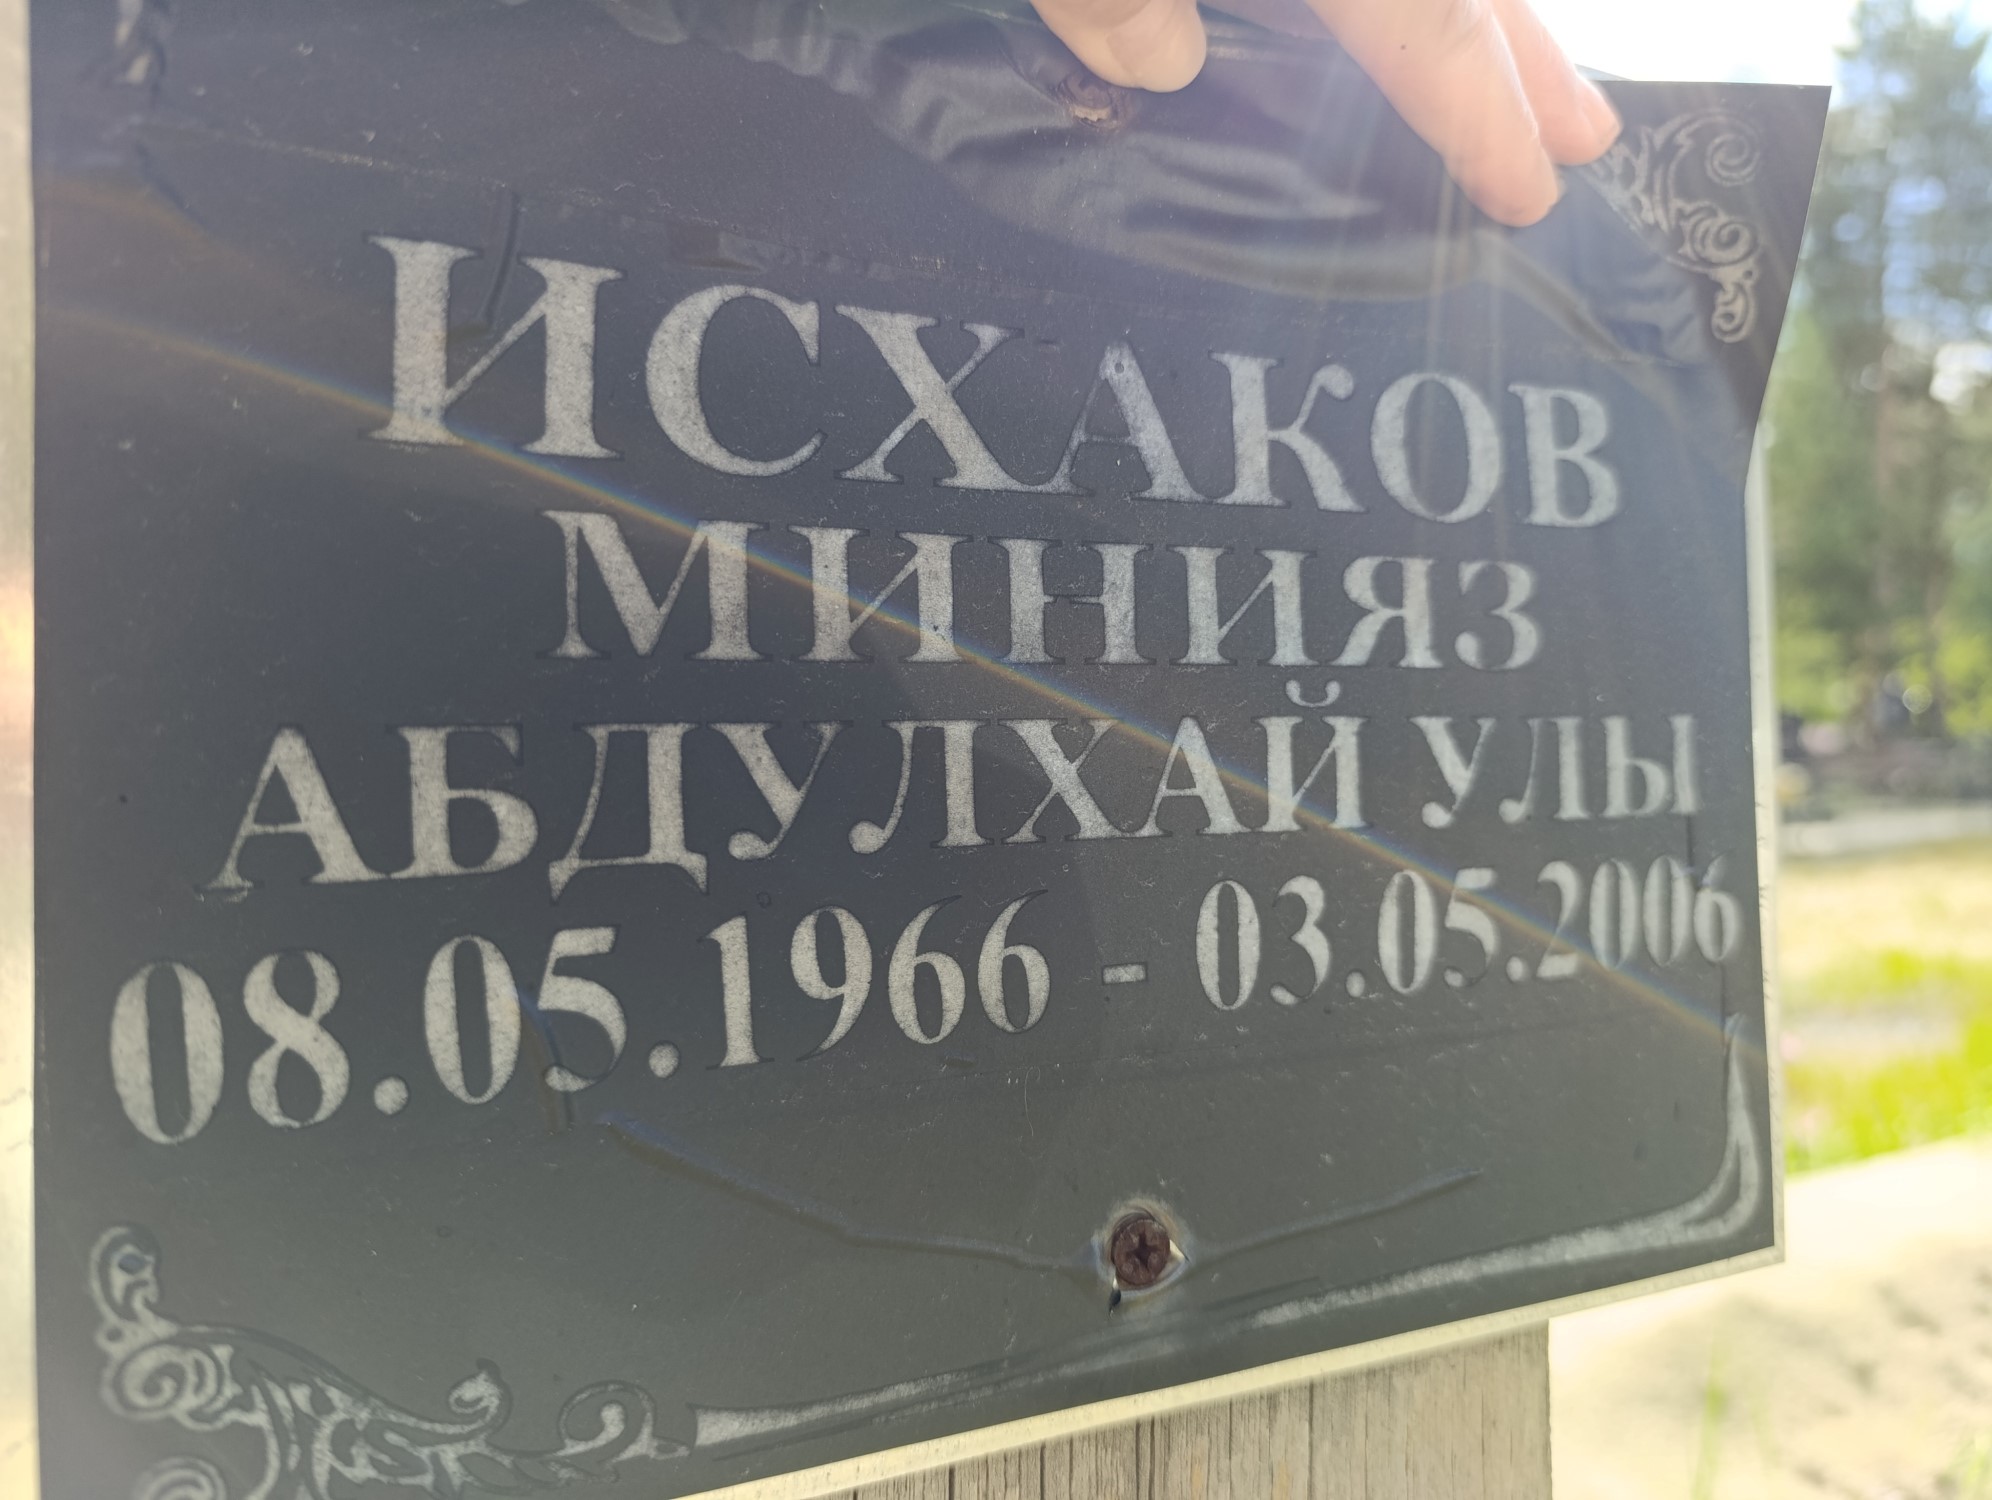 ИСХАКОВ
МИНИЯЗ
АБДУЛХАЙ УЛЫ
08.05.1966 - 03.05.2006